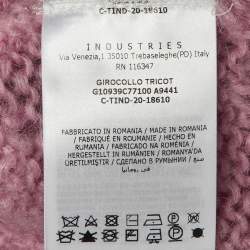 C-TIND-20-18610
INDUSTRIES
Via Venezia,1 35010 Trebaseleghe(PD) Italy
RN 116347
GIROCOLLO TRICOT
G10939C77100 A9441
C-TIND-20-18610
FABBRICATO IN ROMANIA / MADE IN ROMANIA
/ FABRIQUÉ EN ROUMANIE / HECHO EN
RUMANIA / FABRICADO NA ROMÉNIA /
HERGESTELLT IN RUMÄNIEN / ROMANYA'DA
ÜRETILMIŞTIR / СДЕЛАНО В РУМЫНИИ / صنع
في رومانيا